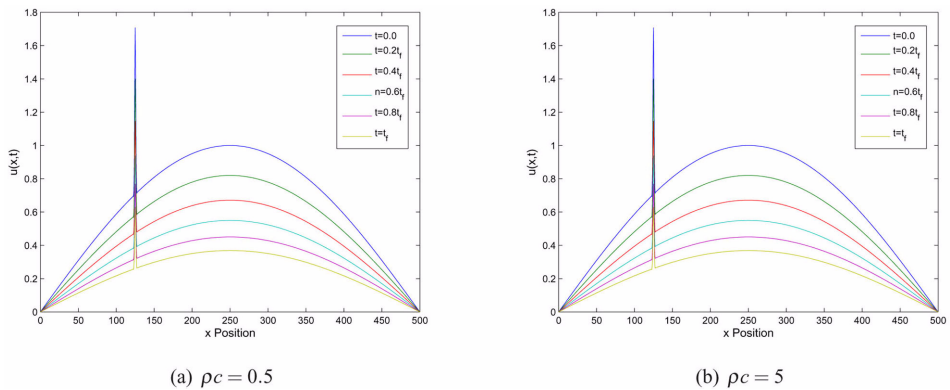 1.8
1.6
1.4
1.2
1
0.8
0.6
0.4
0.2
0
u(x,t)
0 50 100 150 200 250 300 350 400 450 500
x Position
t=0.0
t=0.2t_f
t=0.4t_f
n=0.6t_f
t=0.8t_f
t=t_f
(a) ρc = 0.5
1.8
1.6
1.4
1.2
1
0.8
0.6
0.4
0.2
0
u(x,t)
0 50 100 150 200 250 300 350 400 450 500
x Position
t=0.0
t=0.2t_f
t=0.4t_f
n=0.6t_f
t=0.8t_f
t=t_f
(b) ρc = 5